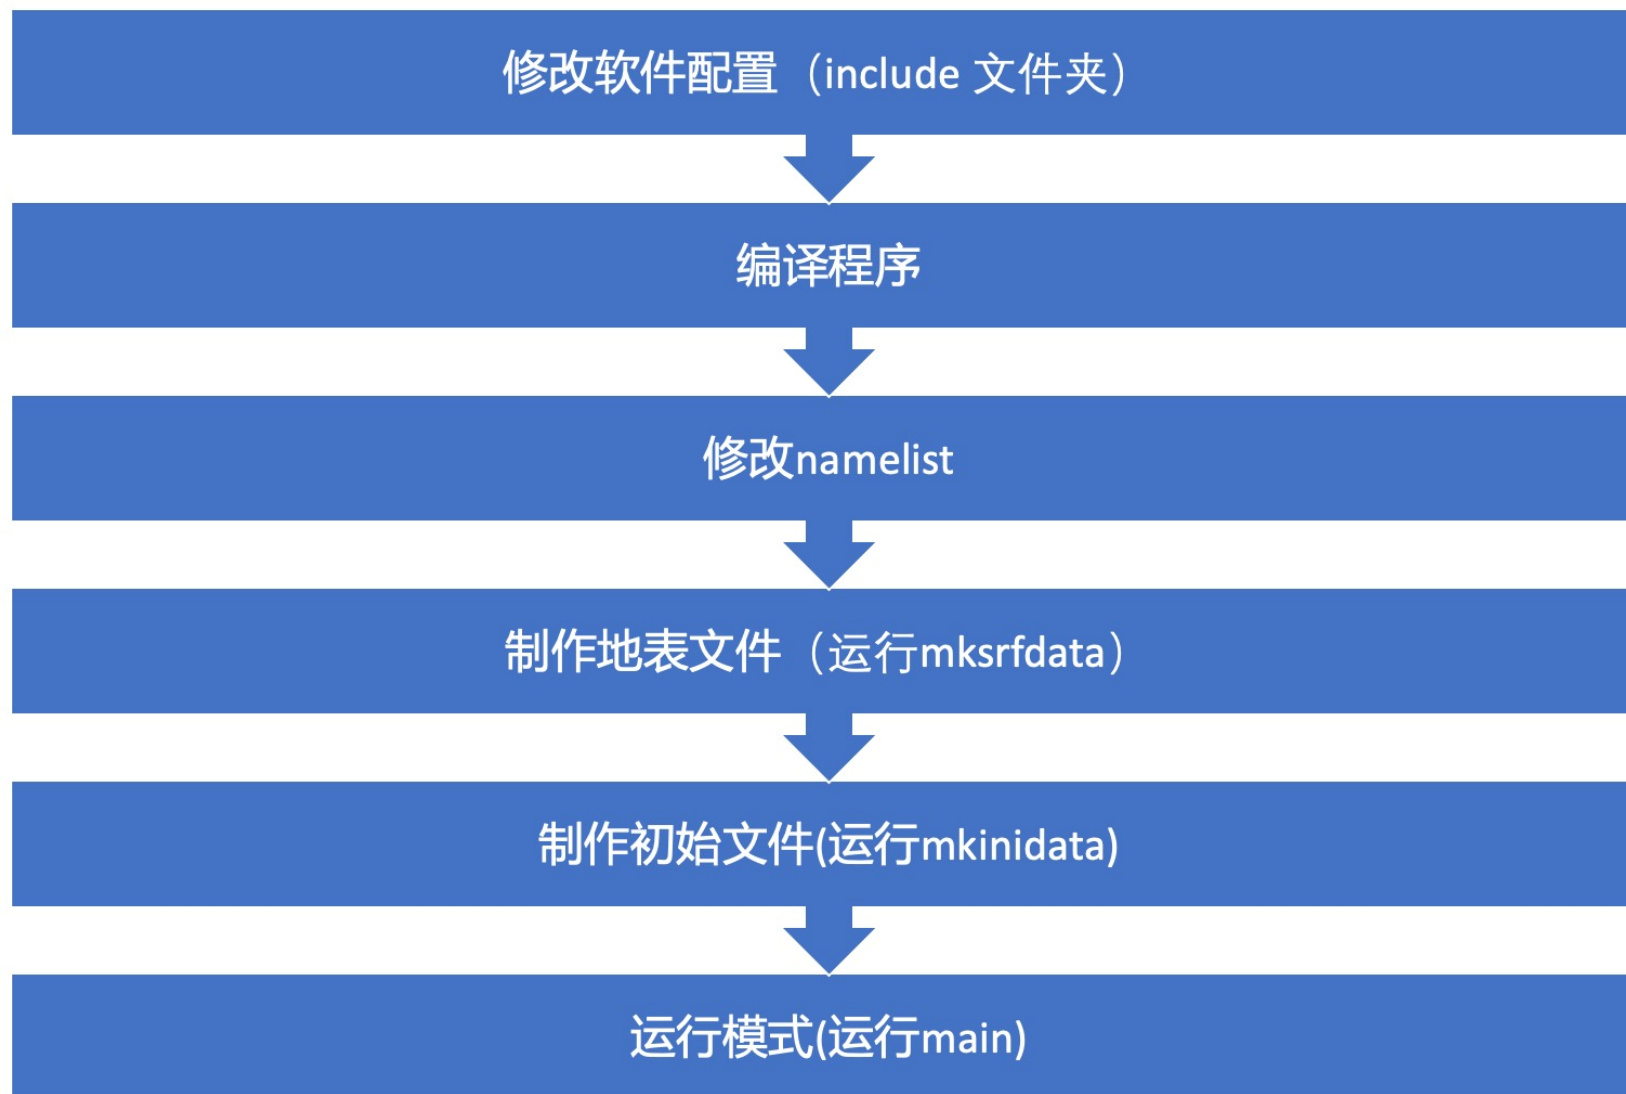 修改软件配置（include 文件夹）
编译程序
修改namelist
制作地表文件（运行mksrfdata）
制作初始文件(运行mkinidata)
运行模式(运行main)